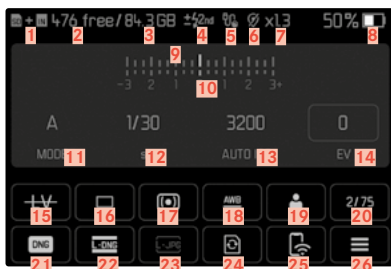 + 476 free/84.3GB 2nd x1.3 50%
1 2 3 4 5 6 7 8
9
10
-3 2 1 1 2 3+
A 1/30 3200 0
MODE AUTO EV
11 12 13 14
AWB 2/75
15 16 17 18 19 20
DNG L-DNG L-JPG
21 22 23 24 25 26